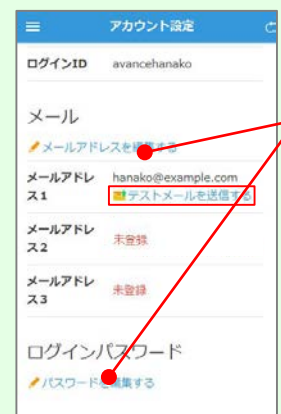 アカウント設定
ログインID avancehanako
メール
メールアドレスを編集する
メールアドレス1 hanako@example.com
テストメールを送信する
メールアドレス2 未登録
メールアドレス3 未登録
ログインパスワード
パスワードを編集する